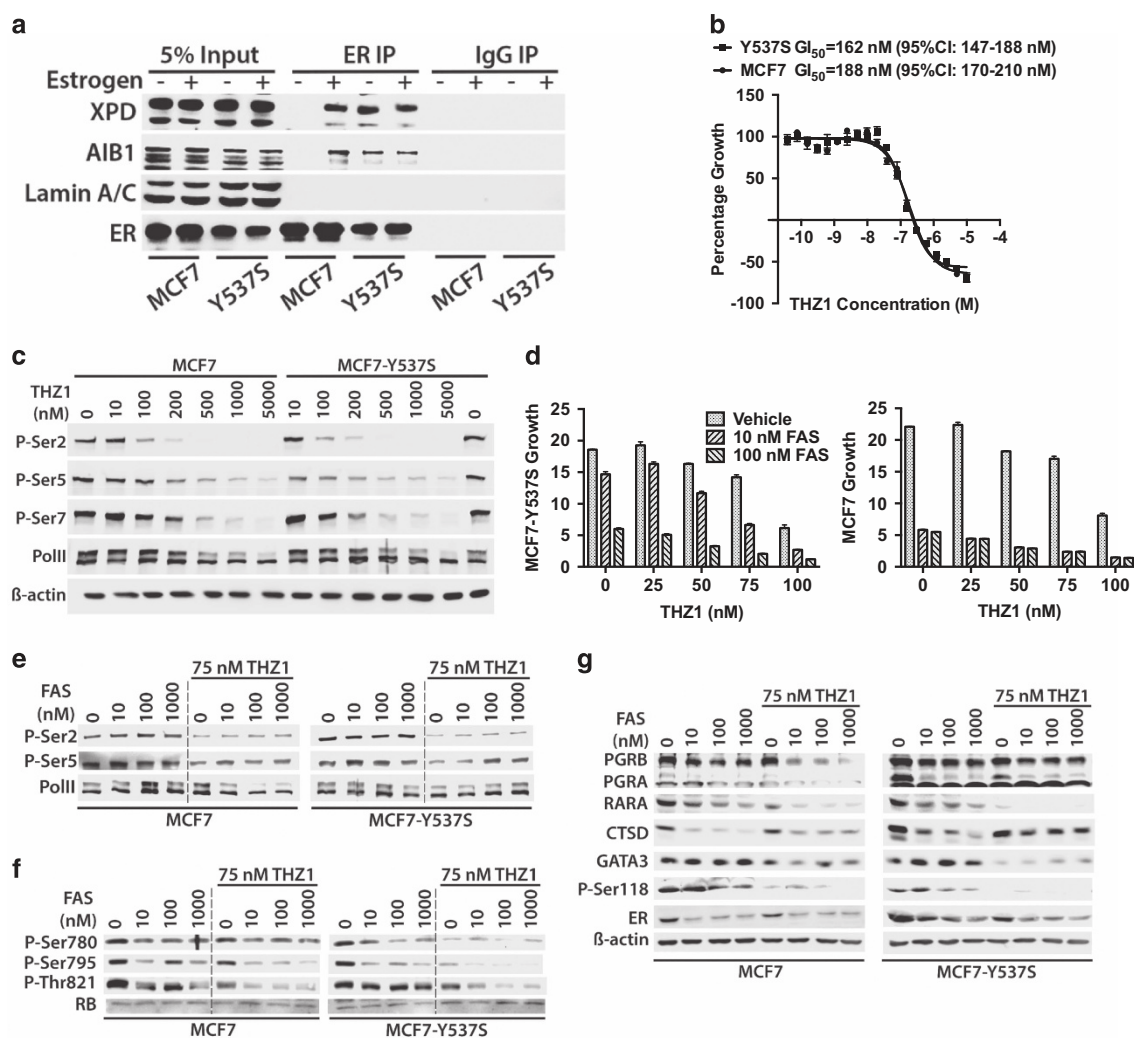 a
5% Input ER IP IgG IP
Estrogen - + - + - + - + - + - +
XPD
AIB1
Lamin A/C
ER
MCF7 Y537S MCF7 Y537S MCF7 Y537S
b
Y537S GI50=162 nM (95%CI: 147-188 nM)
MCF7 GI50=188 nM (95%CI: 170-210 nM)
Percentage Growth
150
100
50
-50
-100
-10 -9 -8 -7 -6 -5 -4
THZ1 Concentration (M)
c
MCF7 MCF7-Y537S
THZ1 (nM) 0 10 100 200 500 1000 5000 10 100 200 500 1000 5000 0
P-Ser2
P-Ser5
P-Ser7
PolII
ß-actin
d
MCF7-Y537S Growth
25
20
15
10
5
0
Vehicle
10 nM FAS
100 nM FAS
0 25 50 75 100
THZ1 (nM)
MCF7 Growth
25
20
15
10
5
0
0 25 50 75 100
THZ1 (nM)
e
75 nM THZ1 75 nM THZ1
FAS (nM) 0 10 100 1000 0 10 100 1000 0 10 100 1000 0 10 100 1000
P-Ser2
P-Ser5
PolII
MCF7 MCF7-Y537S
f
75 nM THZ1 75 nM THZ1
FAS (nM) 0 10 100 1000 0 10 100 1000 0 10 100 1000 0 10 100 1000
P-Ser780
P-Ser795
P-Thr821
RB
MCF7 MCF7-Y537S
g
75 nM THZ1 75 nM THZ1
FAS (nM) 0 10 100 1000 0 10 100 1000 0 10 100 1000 0 10 100 1000
PGRB
PGRA
RARA
CTSD
GATA3
P-Ser118
ER
ß-actin
MCF7 MCF7-Y537S